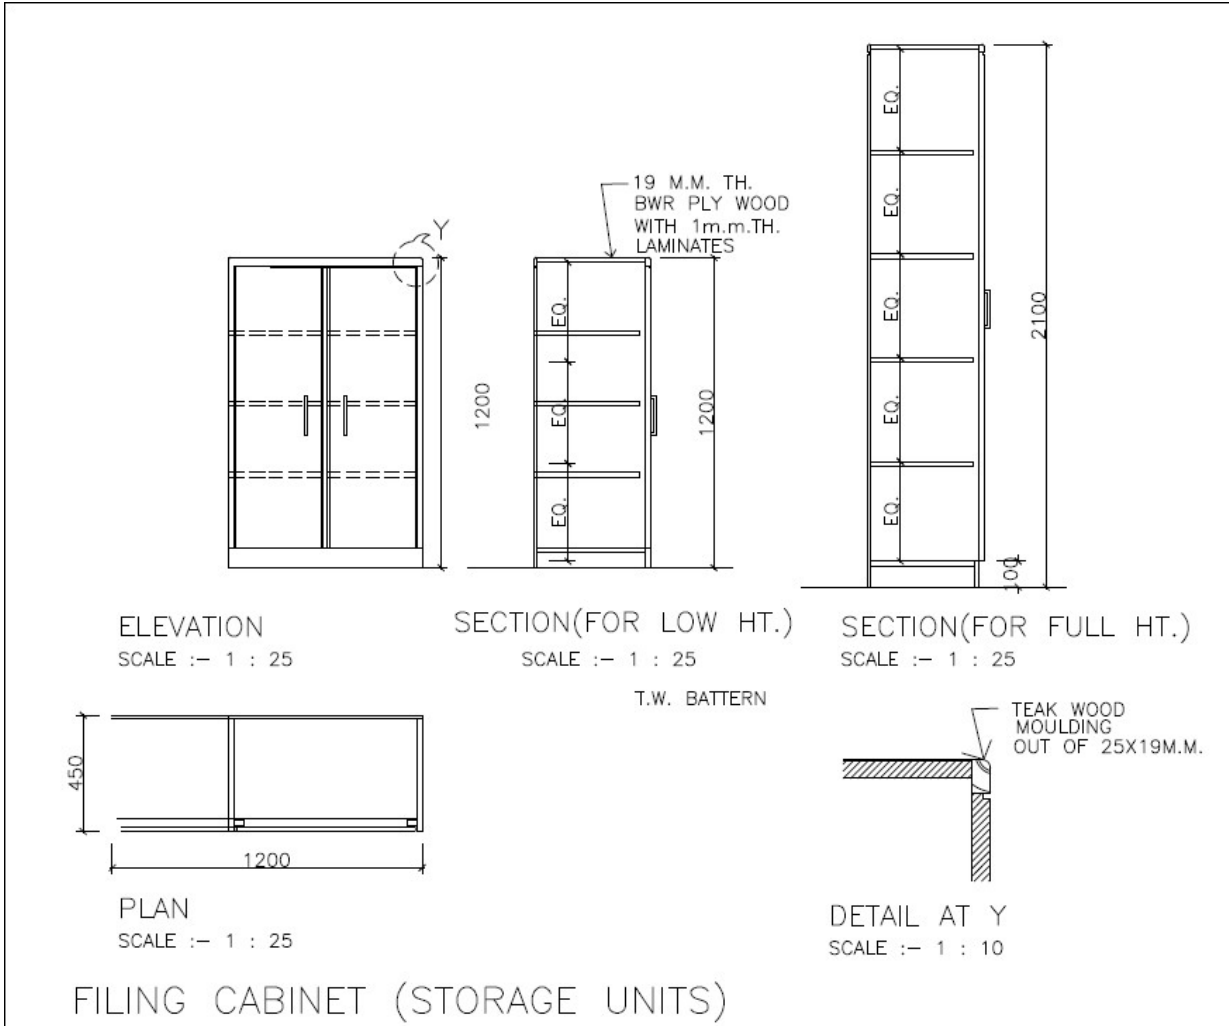 EQ.
EQ.
EQ.
EQ.
EQ.
2100
100
19 M.M. TH.
BWR PLY WOOD
WITH 1m.m.TH.
LAMINATES
Y
1200
EQ.
EQ.
EQ.
1200
ELEVATION
SCALE :- 1 : 25
SECTION(FOR LOW HT.)
SCALE :- 1 : 25
SECTION(FOR FULL HT.)
SCALE :- 1 : 25
T.W. BATTERN
450
1200
PLAN
SCALE :- 1 : 25
TEAK WOOD
MOULDING
OUT OF 25X19M.M.
DETAIL AT Y
SCALE :- 1 : 10
FILING CABINET (STORAGE UNITS)